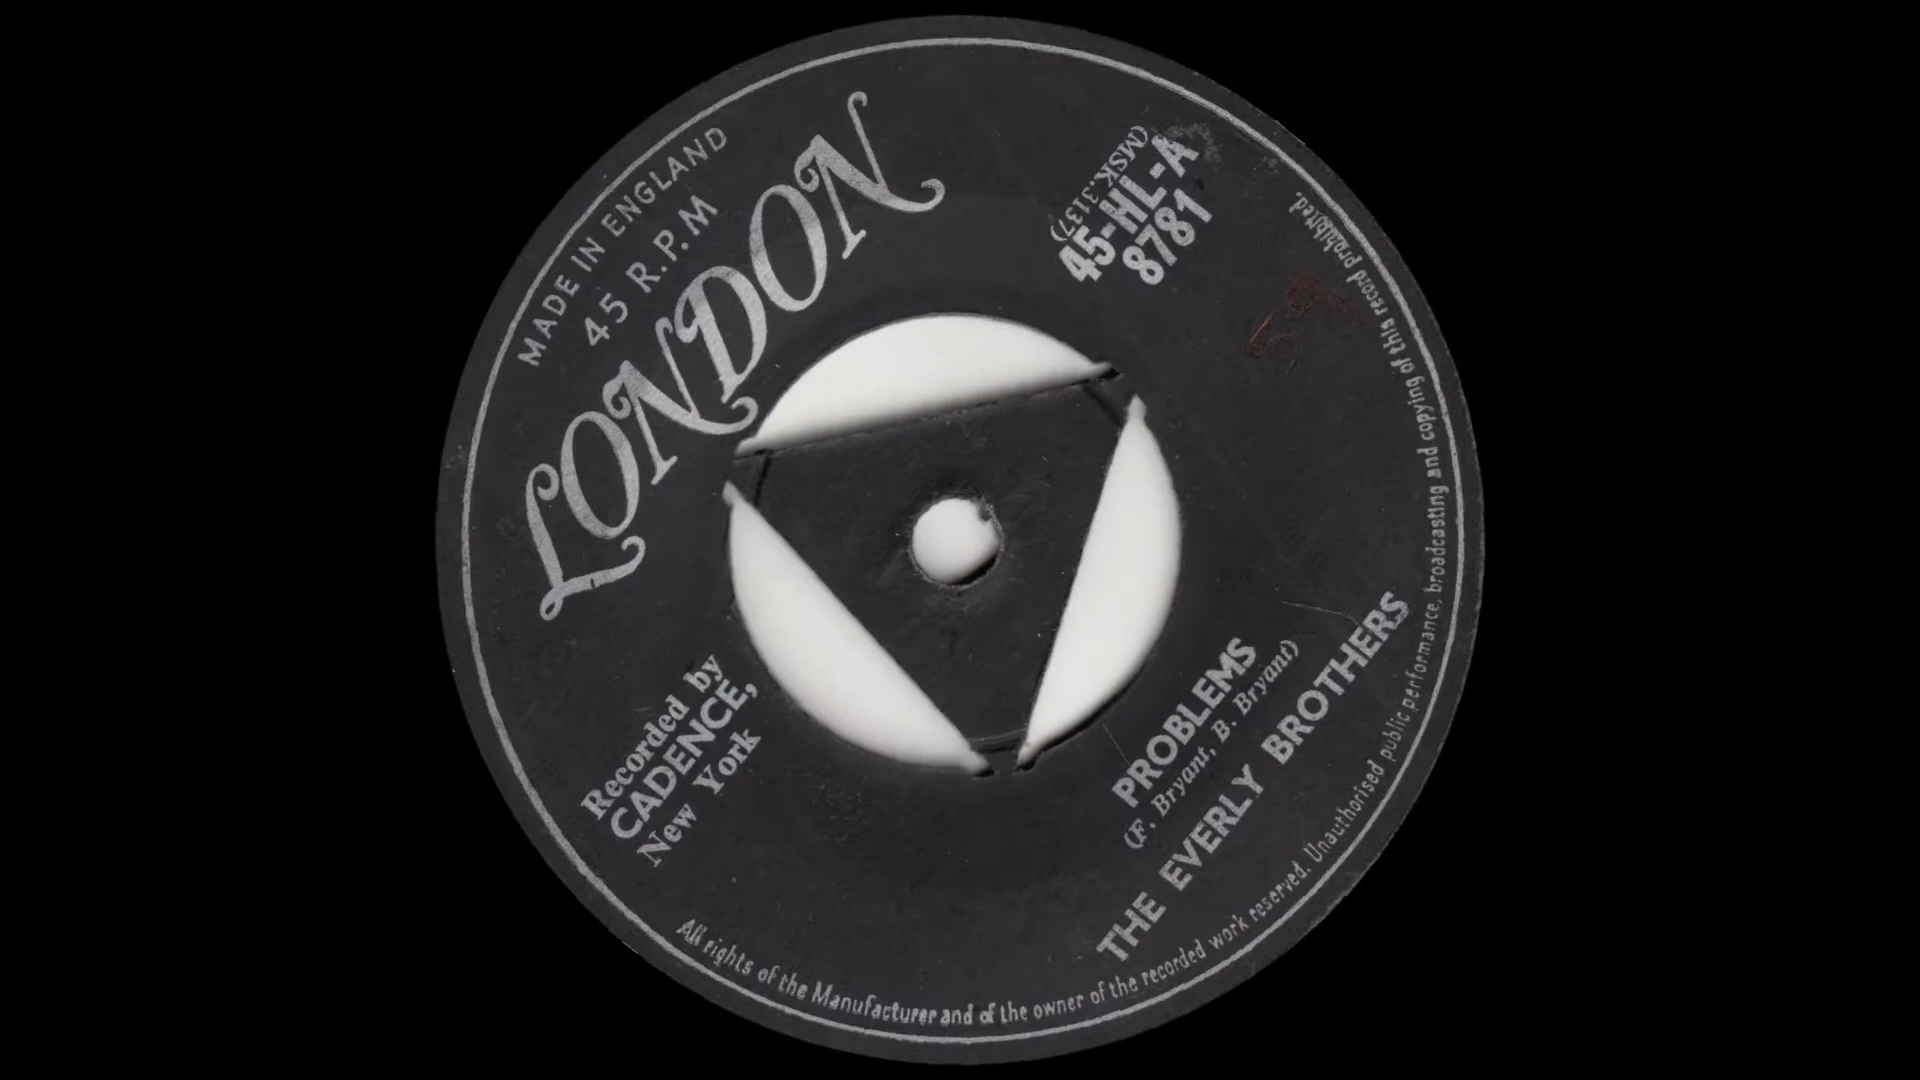 MADE IN ENGLAND
45 R.P.M
LONDON
(MSK.3137)
45-HL-A
8781
Recorded by
CADENCE,
New York
PROBLEMS
(F. Bryant, B. Bryant)
THE EVERLY BROTHERS
All rights of the Manufacturer and of the owner of the recorded work reserved. Unauthorised public performance, broadcasting and copying of this record prohibited.